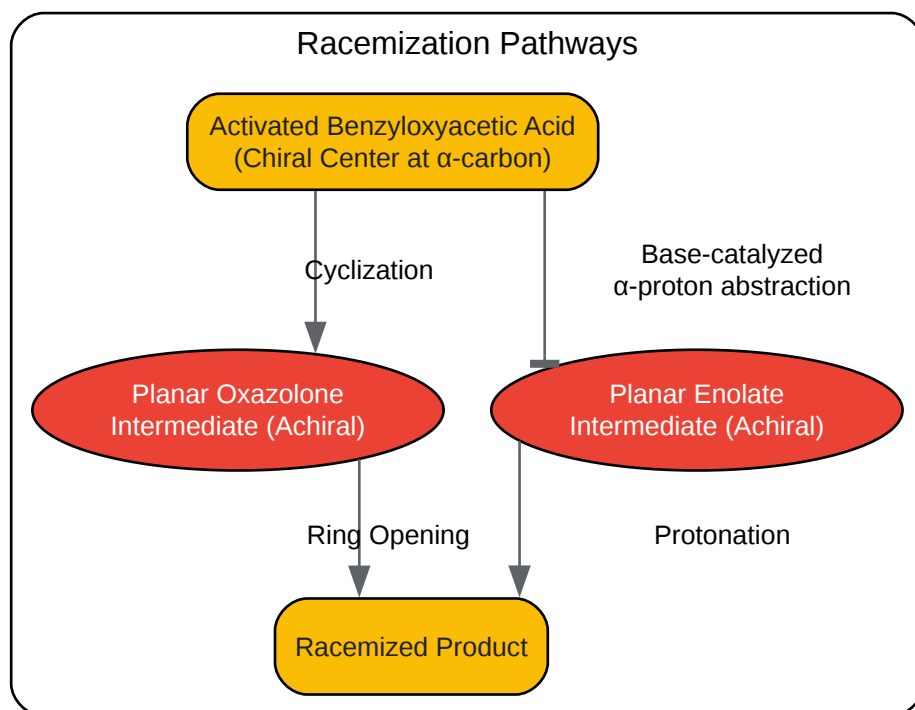 Racemization Pathways
Activated Benzyloxyacetic Acid
(Chiral Center at α-carbon)
Cyclization
Base-catalyzed
α-proton abstraction
Planar Oxazolone
Intermediate (Achiral)
Planar Enolate
Intermediate (Achiral)
Ring Opening
Protonation
Racemized Product